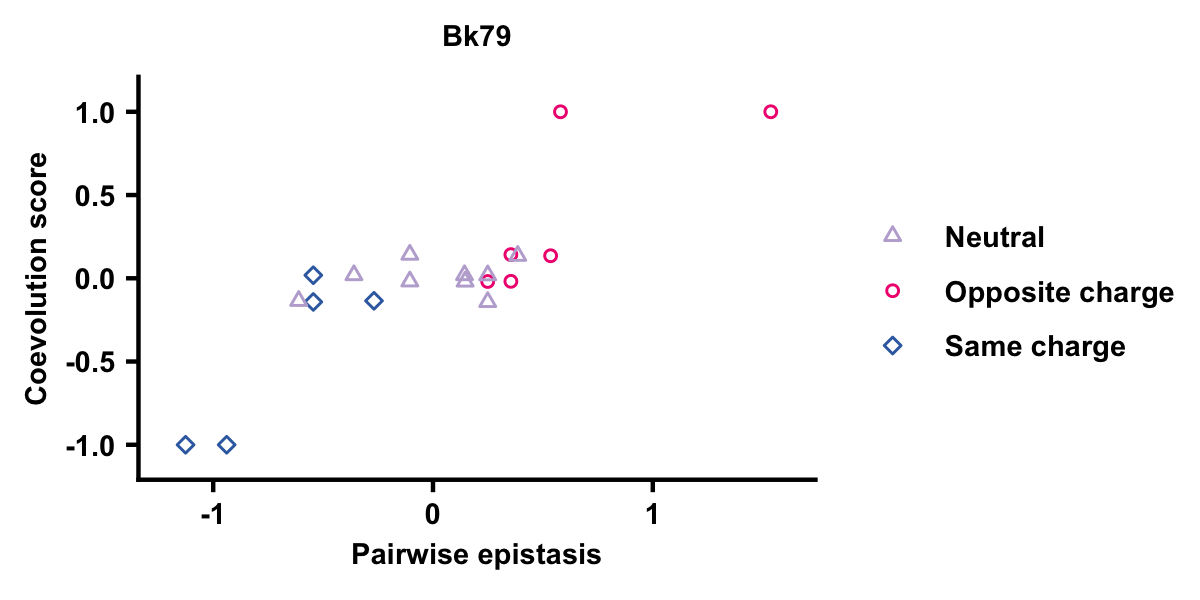 Bk79
Coevolution score
1.0
0.5
0.0
-0.5
-1.0
-1
0
1
Pairwise epistasis
Neutral
Opposite charge
Same charge